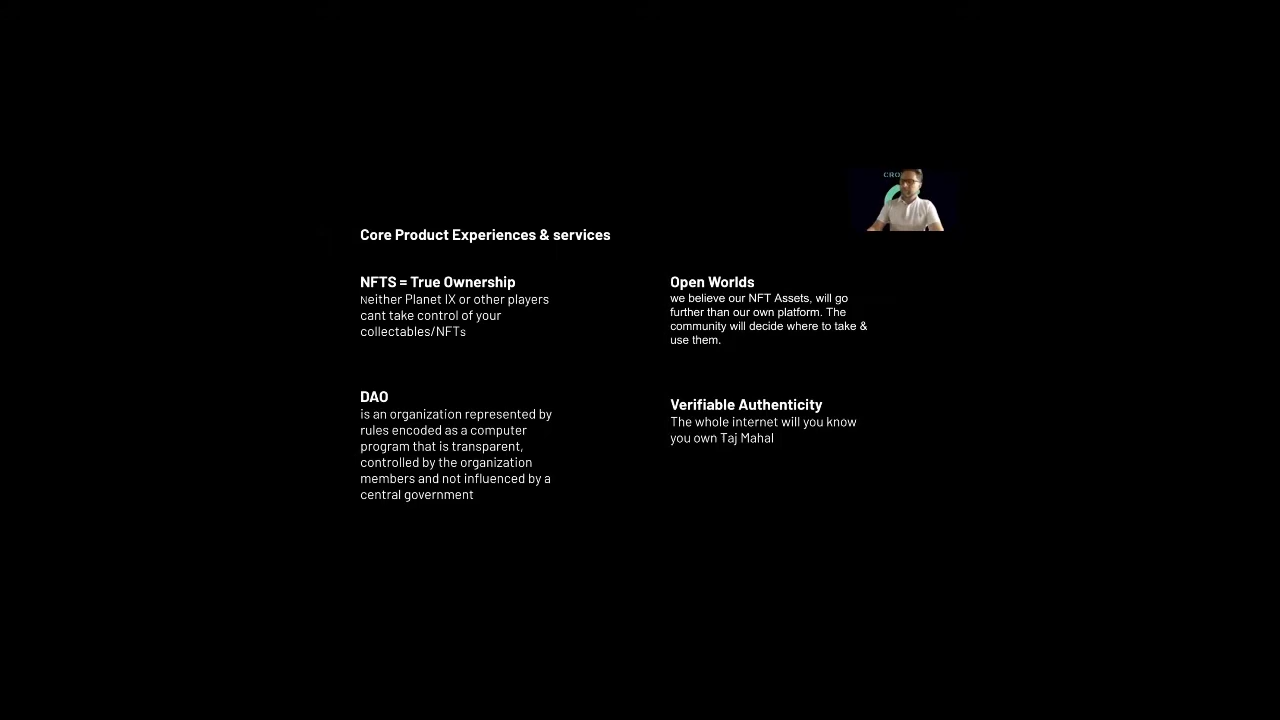 CRO
Core Product Experiences & services
NFTS = True Ownership
Neither Planet IX or other players
cant take control of your
collectables/NFTs
Open Worlds
we believe our NFT Assets, will go
further than our own platform. The
community will decide where to take &
use them.
DAO
is an organization represented by
rules encoded as a computer
program that is transparent,
controlled by the organization
members and not influenced by a
central government
Verifiable Authenticity
The whole internet will you know
you own Taj Mahal